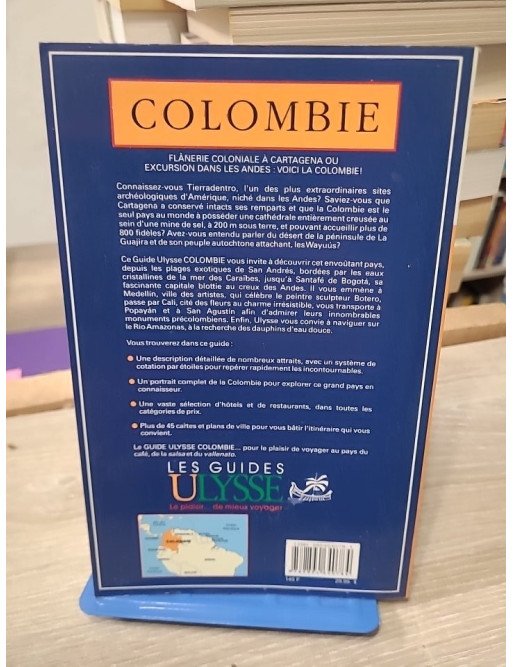 COLOMBIE
FLÂNERIE COLONIALE À CARTAGENA OU
EXCURSION DANS LES ANDES : VOICI LA COLOMBIE!
Connaissez-vous Tierradentro, l'un des plus extraordinaires sites
archéologiques d'Amérique, niché dans les Andes? Saviez-vous que
Cartagena a conservé intacts ses remparts et que la Colombie est le
seul pays au monde à posséder une cathédrale entièrement creusée au
sein d'une mine de sel, à 200 m sous terre, et pouvant accueillir plus de
800 fidèles? Avez-vous entendu parler du désert de la péninsule de La
Guajira et de son peuple autochtone attachant, les Wayuús?
Ce Guide Ulysse COLOMBIE vous invite à découvrir cet envoûtant pays,
depuis les plages exotiques de San Andrés, bordées par les eaux
cristallines de la mer des Caraïbes, jusqu'à Santafé de Bogotá, sa
fascinante capitale blottie au creux des Andes. Il vous emmène à
Medellín, ville des artistes, qui célèbre le peintre sculpteur Botero,
passe par Cali, cité des fleurs au charme irrésistible, vous transporte à
Popayán et à San Agustín afin d'admirer leurs innombrables
monuments précolombiens. Enfin, Ulysse vous convie à naviguer sur
le Río Amazonas, à la recherche des dauphins d'eau douce.
Vous trouverez dans ce guide :
Une description détaillée de nombreux attraits, avec un système de
cotation par étoiles pour repérer rapidement les incontournables.
Un portrait complet de la Colombie pour explorer ce grand pays en
connaisseur.
Une vaste sélection d'hôtels et de restaurants, dans toutes les
catégories de prix.
Plus de 45 cartes et plans de ville pour vous bâtir l'itinéraire qui vous
convient.
Le GUIDE ULYSSE COLOMBIE... pour le plaisir de voyager au pays du
café, de la salsa et du vallenato.
LES GUIDES
ULYSSE
Le plaisir... de mieux voyager